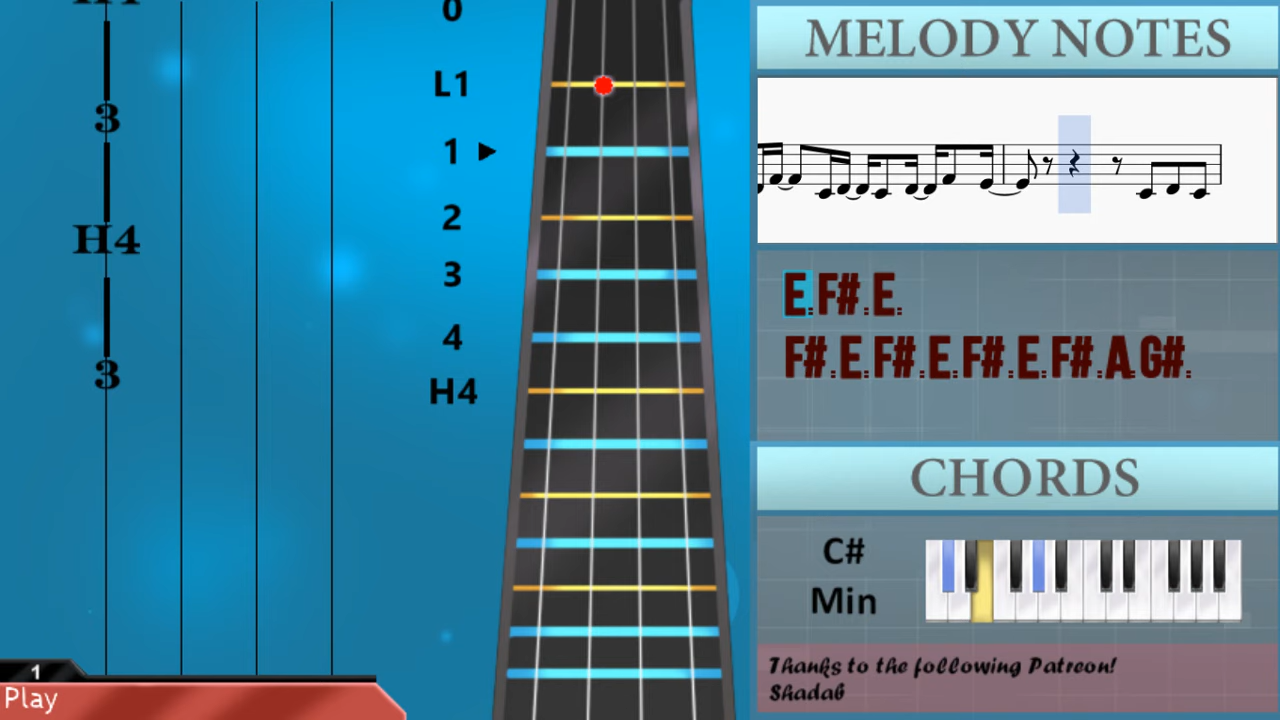 3
H4
3
1
Play
0
L1
1
2
3
4
H4
MELODY NOTES
E.F#.E.
F#.E.F#.E.F#.E.F#.A.G#.
CHORDS
C#
Min
Thanks to the following Patreon!
Shadab